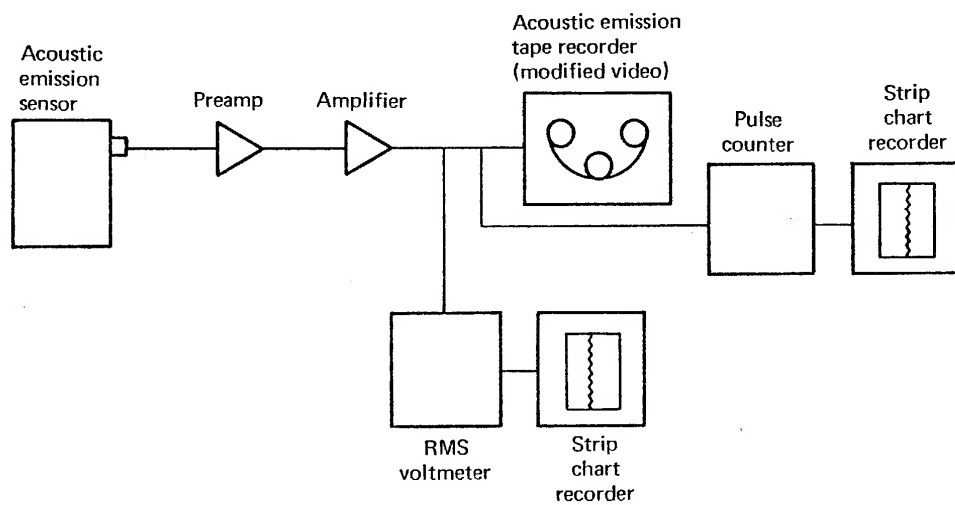 Acoustic
emission
sensor
Preamp
Amplifier
Acoustic emission
tape recorder
(modified video)
Pulse
counter
Strip
chart
recorder
RMS
voltmeter
Strip
chart
recorder